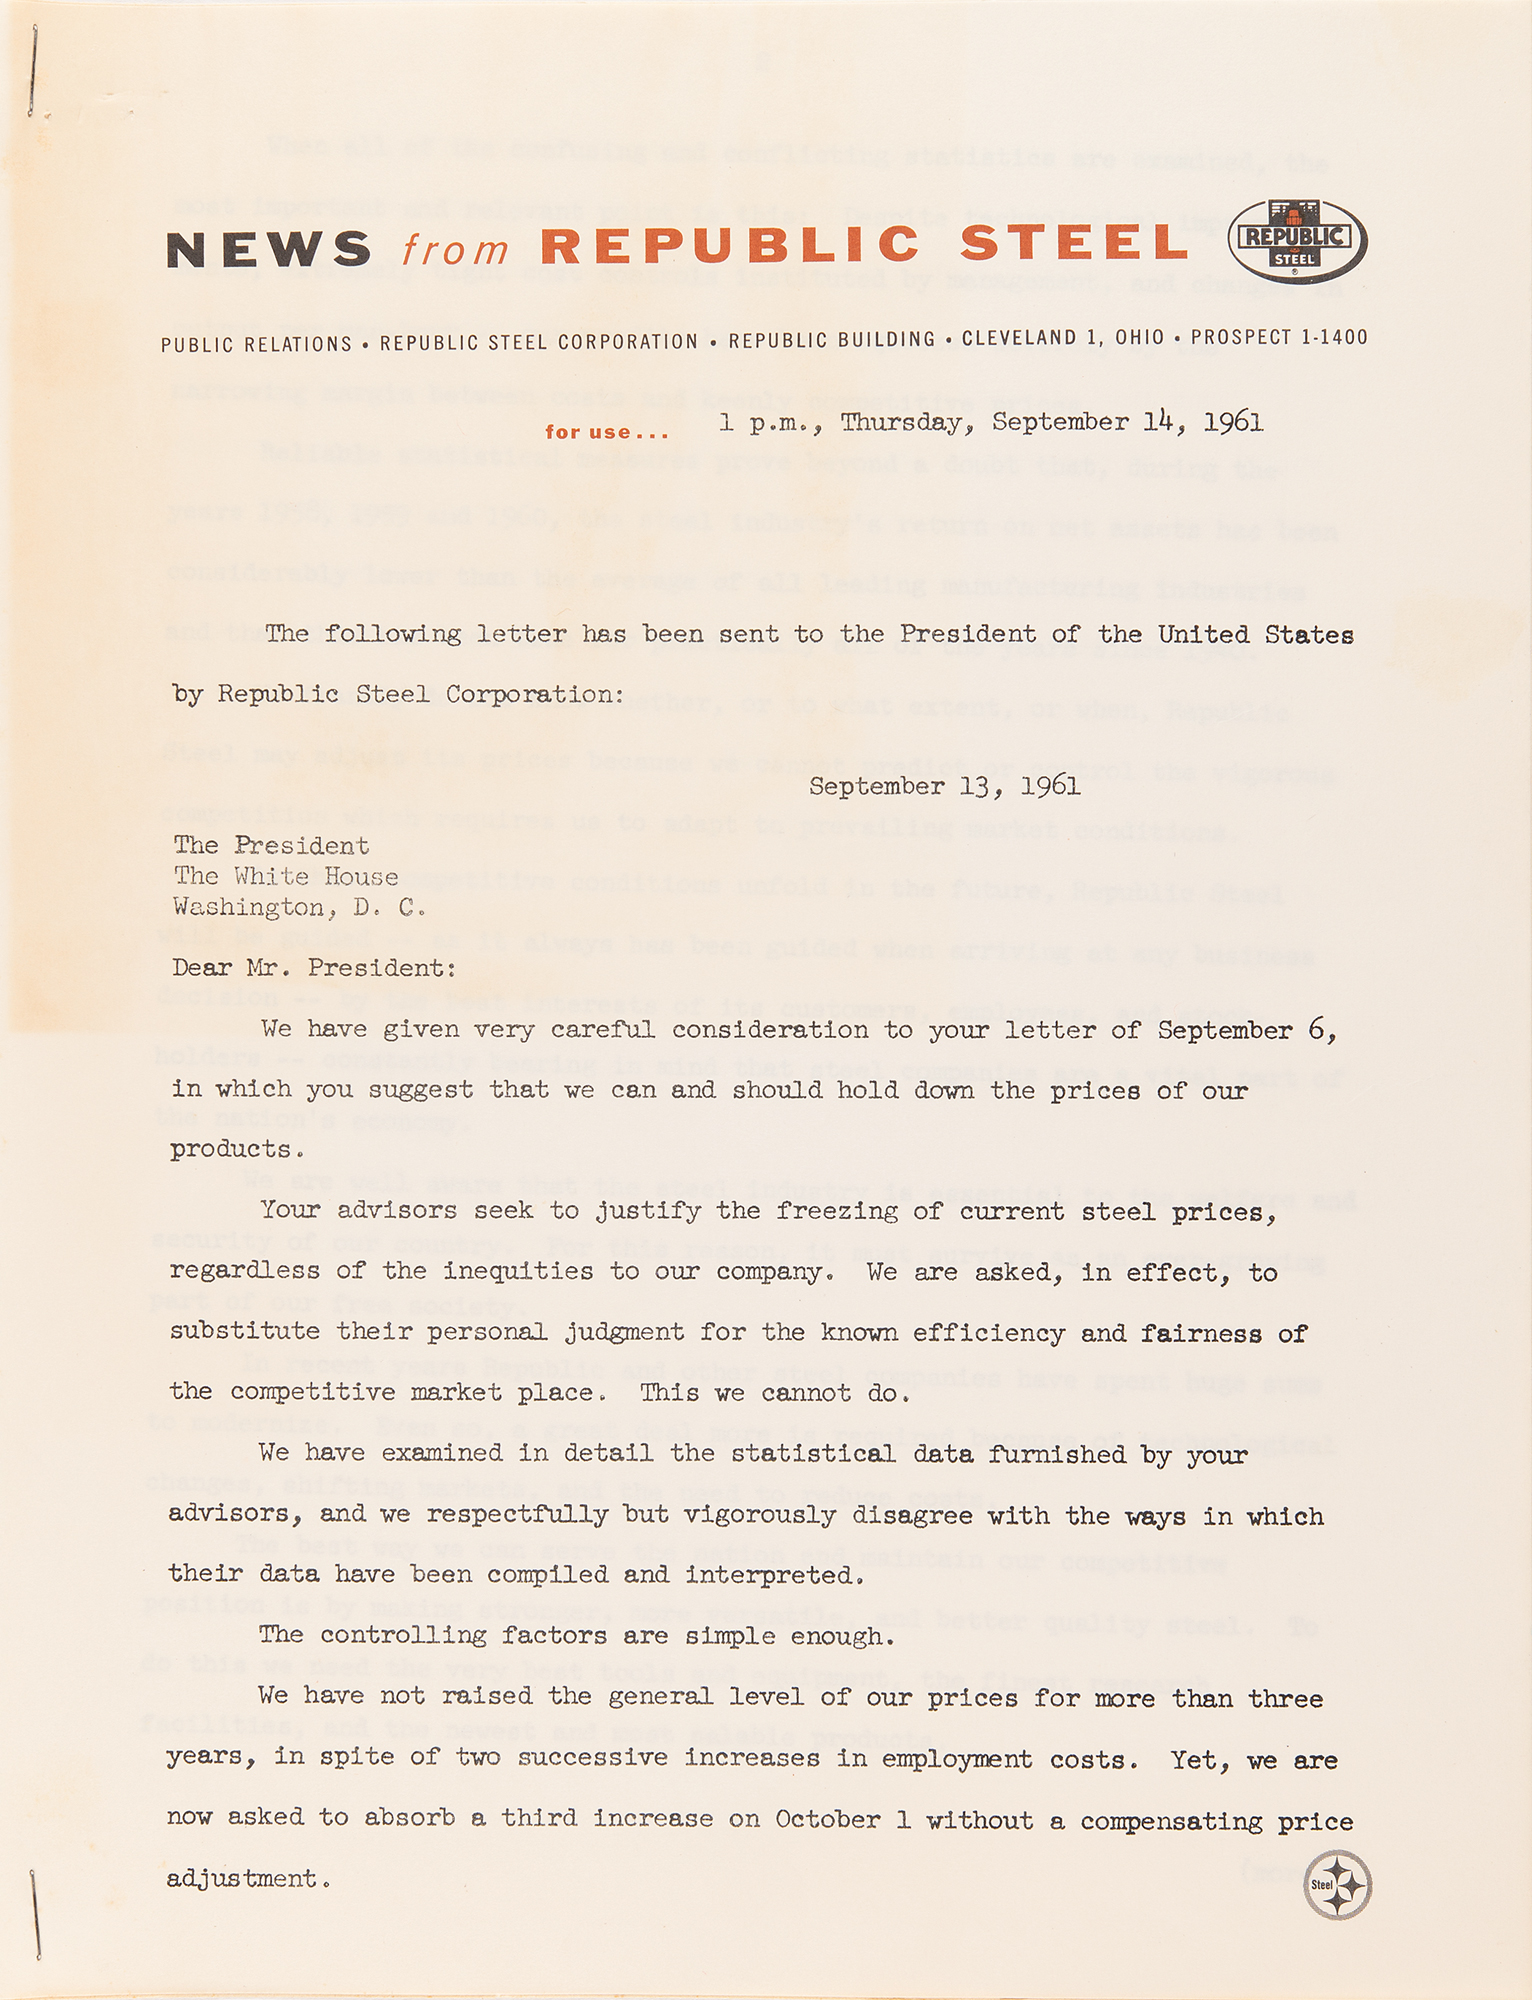 NEWS from REPUBLIC STEEL
REPUBLIC
STEEL
®
PUBLIC RELATIONS • REPUBLIC STEEL CORPORATION • REPUBLIC BUILDING • CLEVELAND 1, OHIO • PROSPECT 1-1400
for use... 1 p.m., Thursday, September 14, 1961
The following letter has been sent to the President of the United States
by Republic Steel Corporation:
September 13, 1961
The President
The White House
Washington, D. C.
Dear Mr. President:
We have given very careful consideration to your letter of September 6,
in which you suggest that we can and should hold down the prices of our
products.
Your advisors seek to justify the freezing of current steel prices,
regardless of the inequities to our company. We are asked, in effect, to
substitute their personal judgment for the known efficiency and fairness of
the competitive market place. This we cannot do.
We have examined in detail the statistical data furnished by your
advisors, and we respectfully but vigorously disagree with the ways in which
their data have been compiled and interpreted.
The controlling factors are simple enough.
We have not raised the general level of our prices for more than three
years, in spite of two successive increases in employment costs. Yet, we are
now asked to absorb a third increase on October 1 without a compensating price
adjustment.
Steel